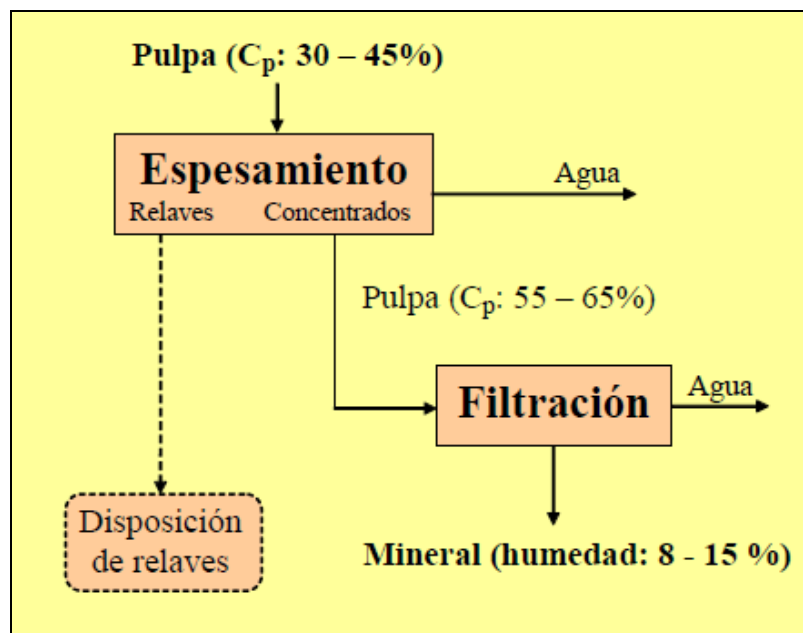 Pulpa (Cp: 30 – 45%)
Espesamiento
Relaves Concentrados
Agua
Pulpa (Cp: 55 – 65%)
Filtración
Agua
Disposición
de relaves
Mineral (humedad: 8 - 15 %)